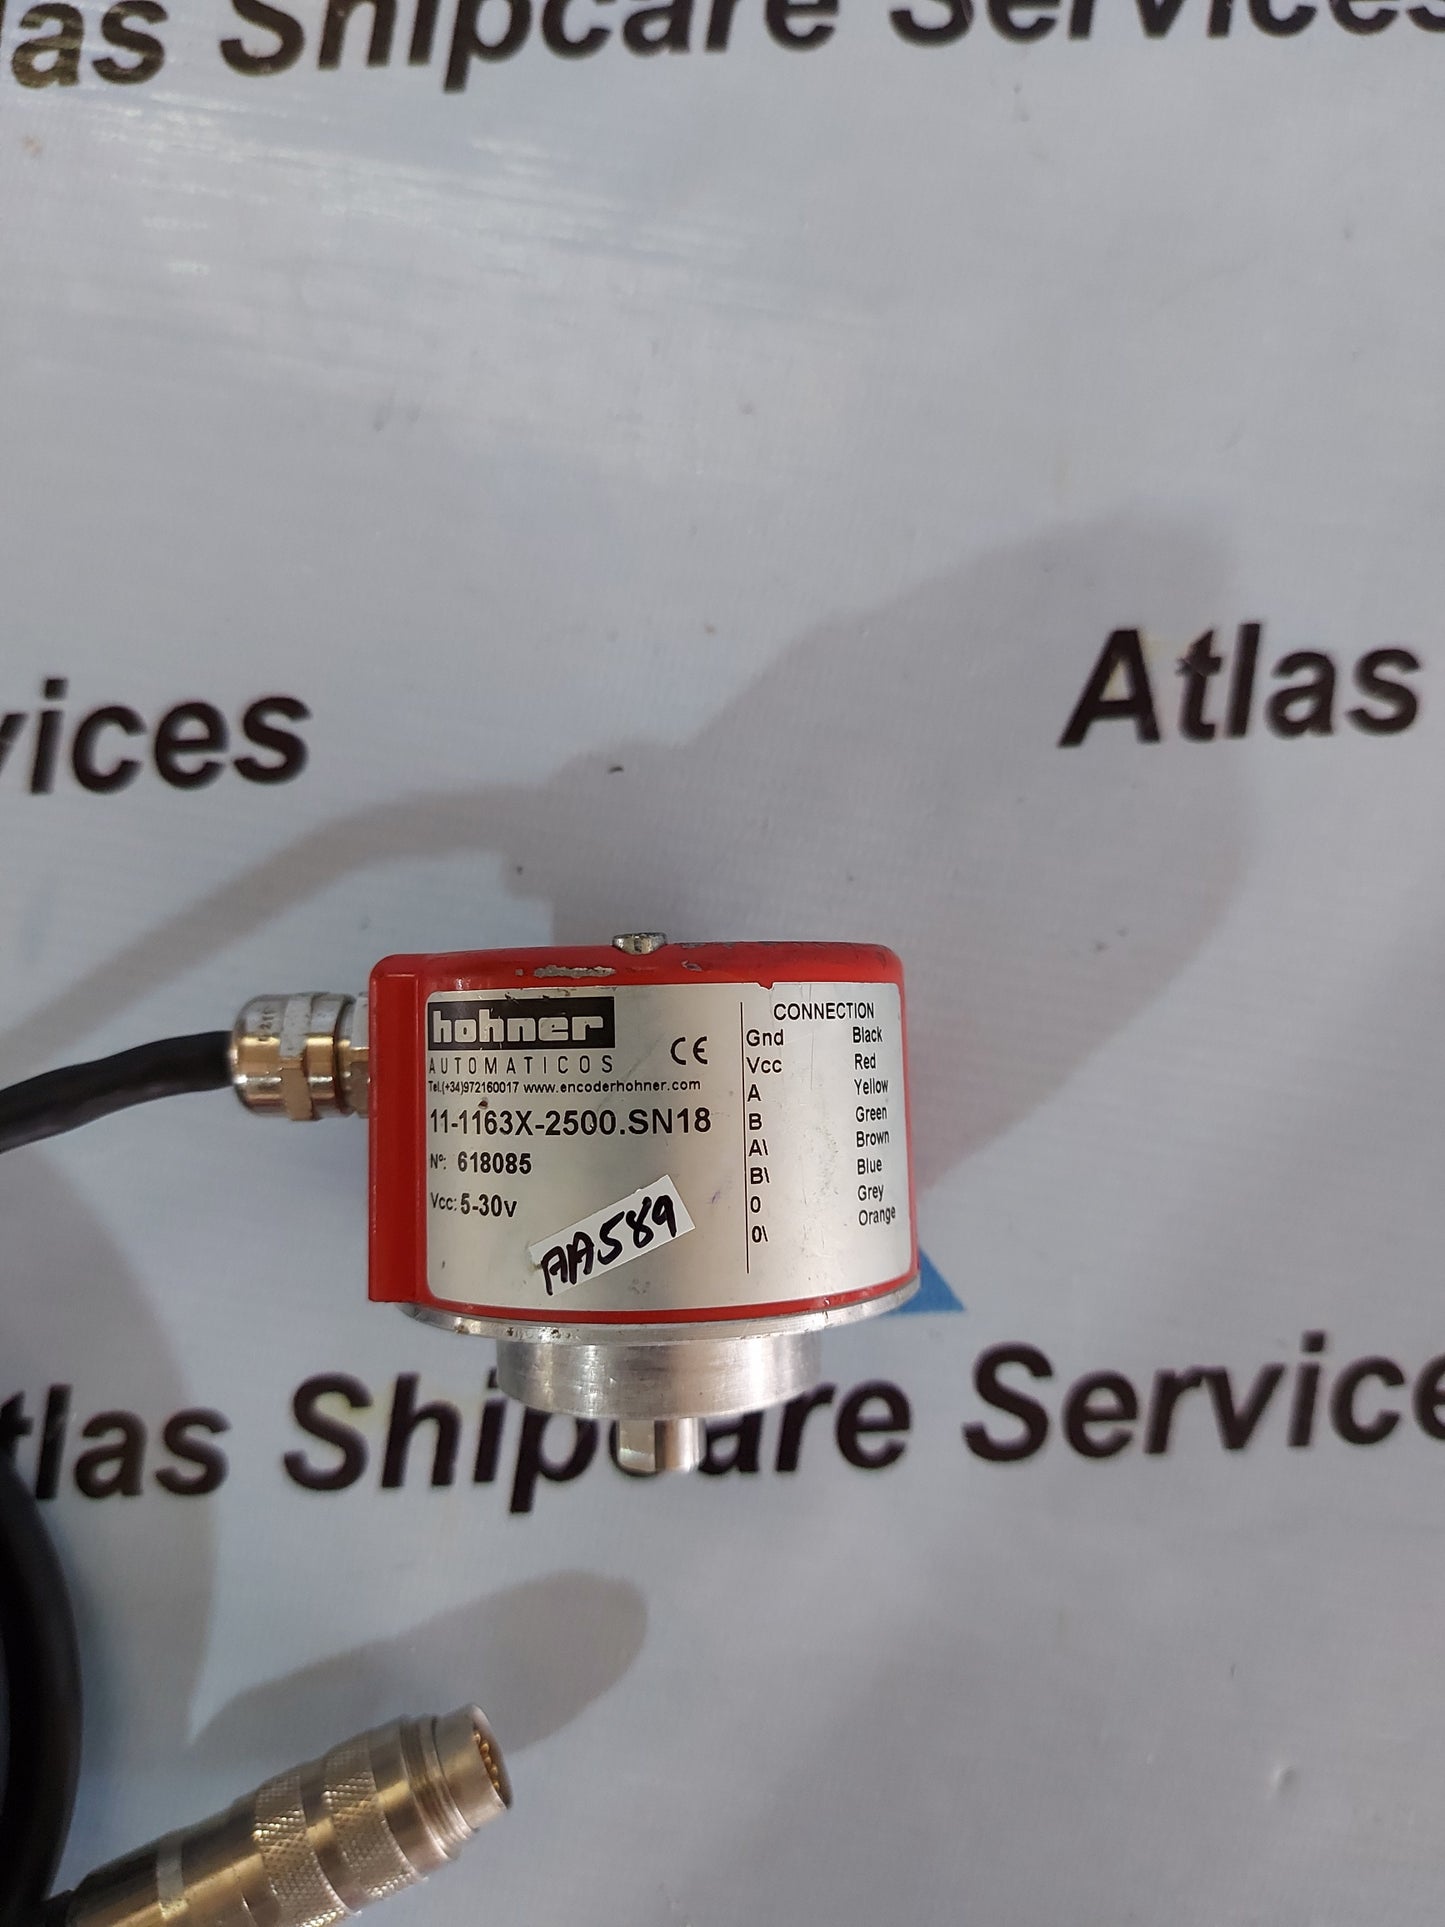 las Shipcare Services
vices
Atlas
hohner
AUTOMATICOS
CE
Tel.(+34)972160017 www.encoderhohner.com
11-1163X-2500.SN18
Nº: 618085
Vcc: 5-30v
AA589
CONNECTION
Gnd Black
Vcc Red
A Yellow
B Green
A\ Brown
B\ Blue
0 Grey
0\ Orange
tlas Shipcare Service